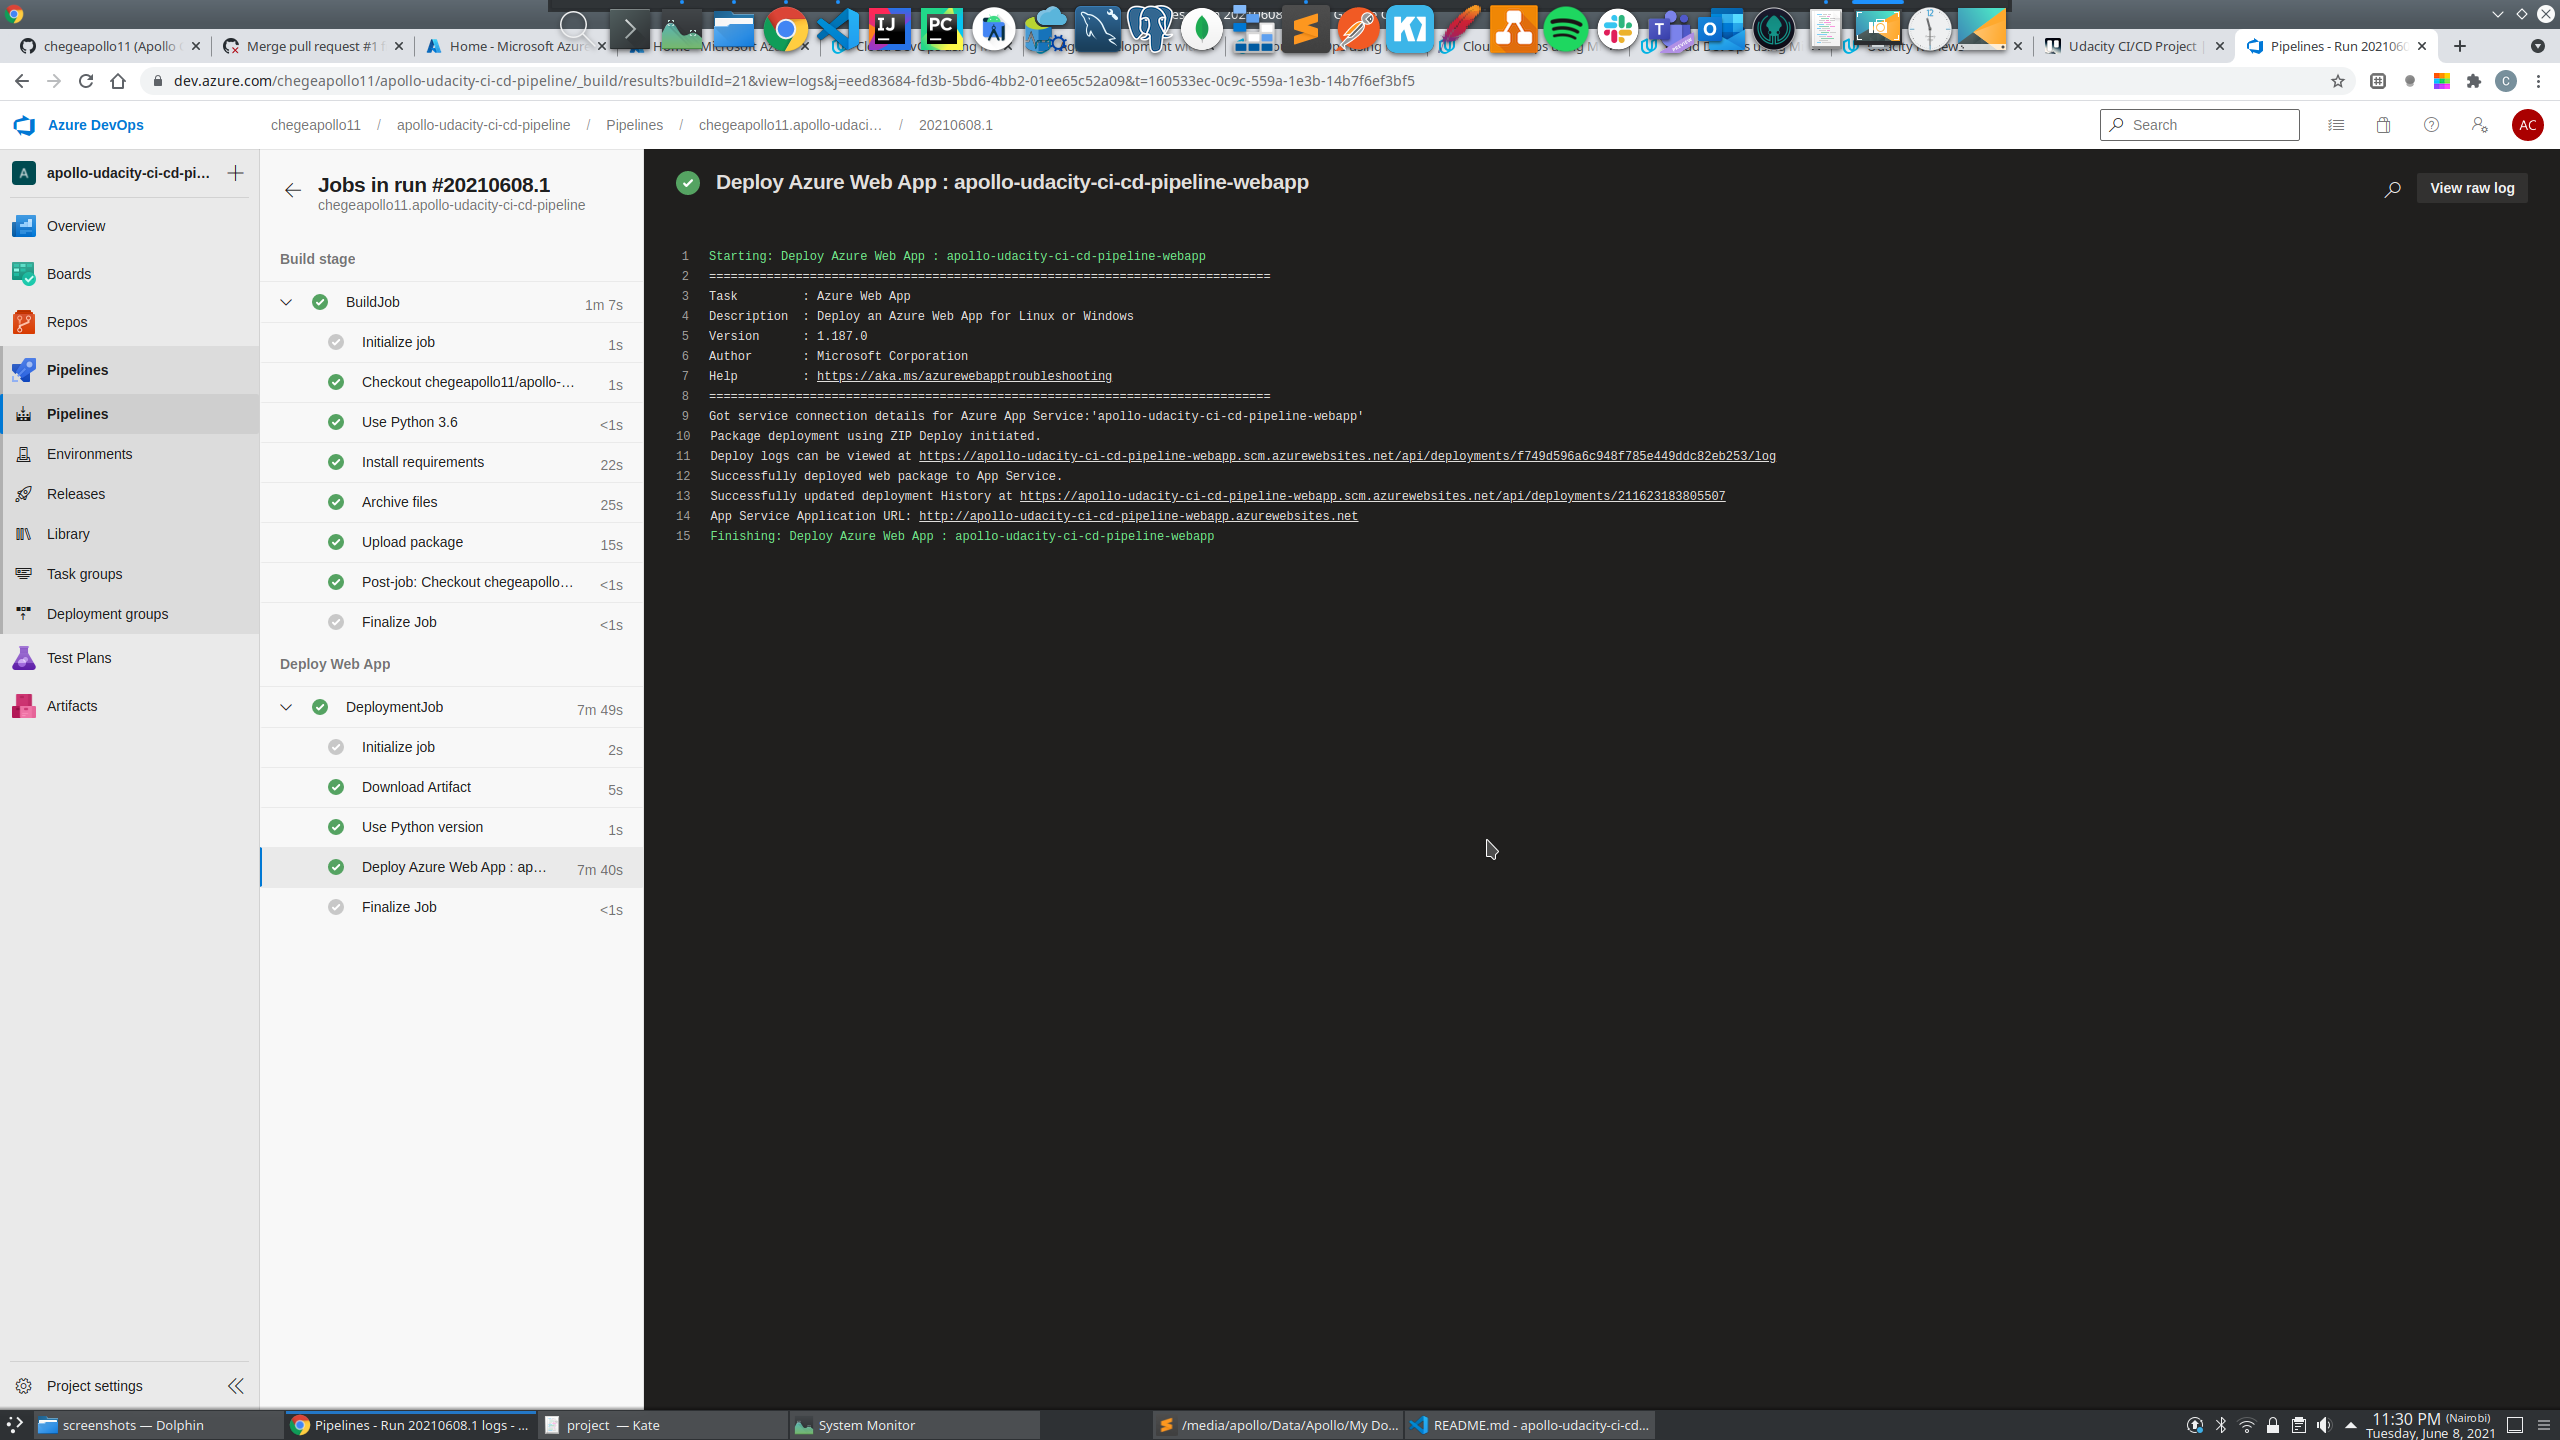 chegeapollo11 (Apollo
Merge pull request #1 f
Home - Microsoft Azure
Udacity CI/CD Project
Pipelines - Run 202106
dev.azure.com/chegeapollo11/apollo-udacity-ci-cd-pipeline/_build/results?buildId=21&view=logs&j=eed83684-fd3b-5bd6-4bb2-01ee65c52a09&t=160533ec-0c9c-559a-1e3b-14b7f6ef3bf5
C
Azure DevOps
chegeapollo11 / apollo-udacity-ci-cd-pipeline / Pipelines / chegeapollo11.apollo-udaci… / 20210608.1
Search
AC
A apollo-udacity-ci-cd-pi…
Overview
Boards
Repos
Pipelines
Pipelines
Environments
Releases
Library
Task groups
Deployment groups
Test Plans
Artifacts
Project settings
Jobs in run #20210608.1
chegeapollo11.apollo-udacity-ci-cd-pipeline
Build stage
BuildJob 1m 7s
Initialize job 1s
Checkout chegeapollo11/apollo-… 1s
Use Python 3.6 <1s
Install requirements 22s
Archive files 25s
Upload package 15s
Post-job: Checkout chegeapollo… <1s
Finalize Job <1s
Deploy Web App
DeploymentJob 7m 49s
Initialize job 2s
Download Artifact 5s
Use Python version 1s
Deploy Azure Web App : ap… 7m 40s
Finalize Job <1s
Deploy Azure Web App : apollo-udacity-ci-cd-pipeline-webapp
View raw log
1 Starting: Deploy Azure Web App : apollo-udacity-ci-cd-pipeline-webapp
2 ==============================================================================
3 Task : Azure Web App
4 Description : Deploy an Azure Web App for Linux or Windows
5 Version : 1.187.0
6 Author : Microsoft Corporation
7 Help : https://aka.ms/azurewebapptroubleshooting
8 ==============================================================================
9 Got service connection details for Azure App Service:'apollo-udacity-ci-cd-pipeline-webapp'
10 Package deployment using ZIP Deploy initiated.
11 Deploy logs can be viewed at https://apollo-udacity-ci-cd-pipeline-webapp.scm.azurewebsites.net/api/deployments/f749d596a6c948f785e449ddc82eb253/log
12 Successfully deployed web package to App Service.
13 Successfully updated deployment History at https://apollo-udacity-ci-cd-pipeline-webapp.scm.azurewebsites.net/api/deployments/211623183805507
14 App Service Application URL: http://apollo-udacity-ci-cd-pipeline-webapp.azurewebsites.net
15 Finishing: Deploy Azure Web App : apollo-udacity-ci-cd-pipeline-webapp
screenshots — Dolphin
Pipelines - Run 20210608.1 logs - ...
project — Kate
System Monitor
/media/apollo/Data/Apollo/My Do...
README.md - apollo-udacity-ci-cd...
11:30 PM (Nairobi)
Tuesday, June 8, 2021